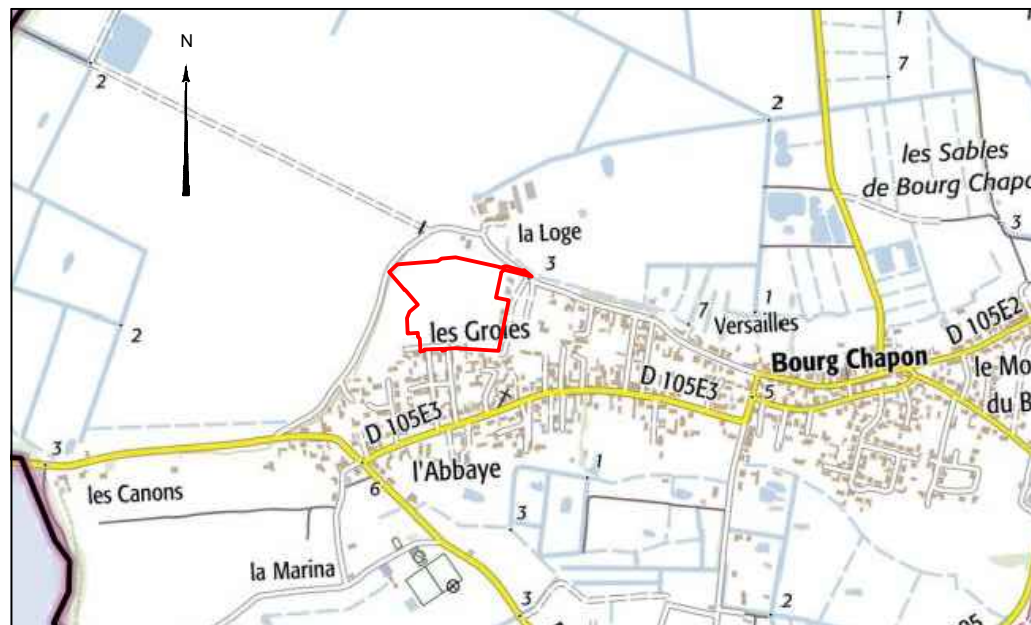 N
1
7
2
2
les Sables
de Bourg Chapo
3
la Loge
3
1
7
Versailles
2
les Groies
D 105E2
Bourg Chapon
le Mo
du B
D 105E3
D 105E3
5
3
l'Abbaye
1
6
les Canons
3
la Marina
3
2